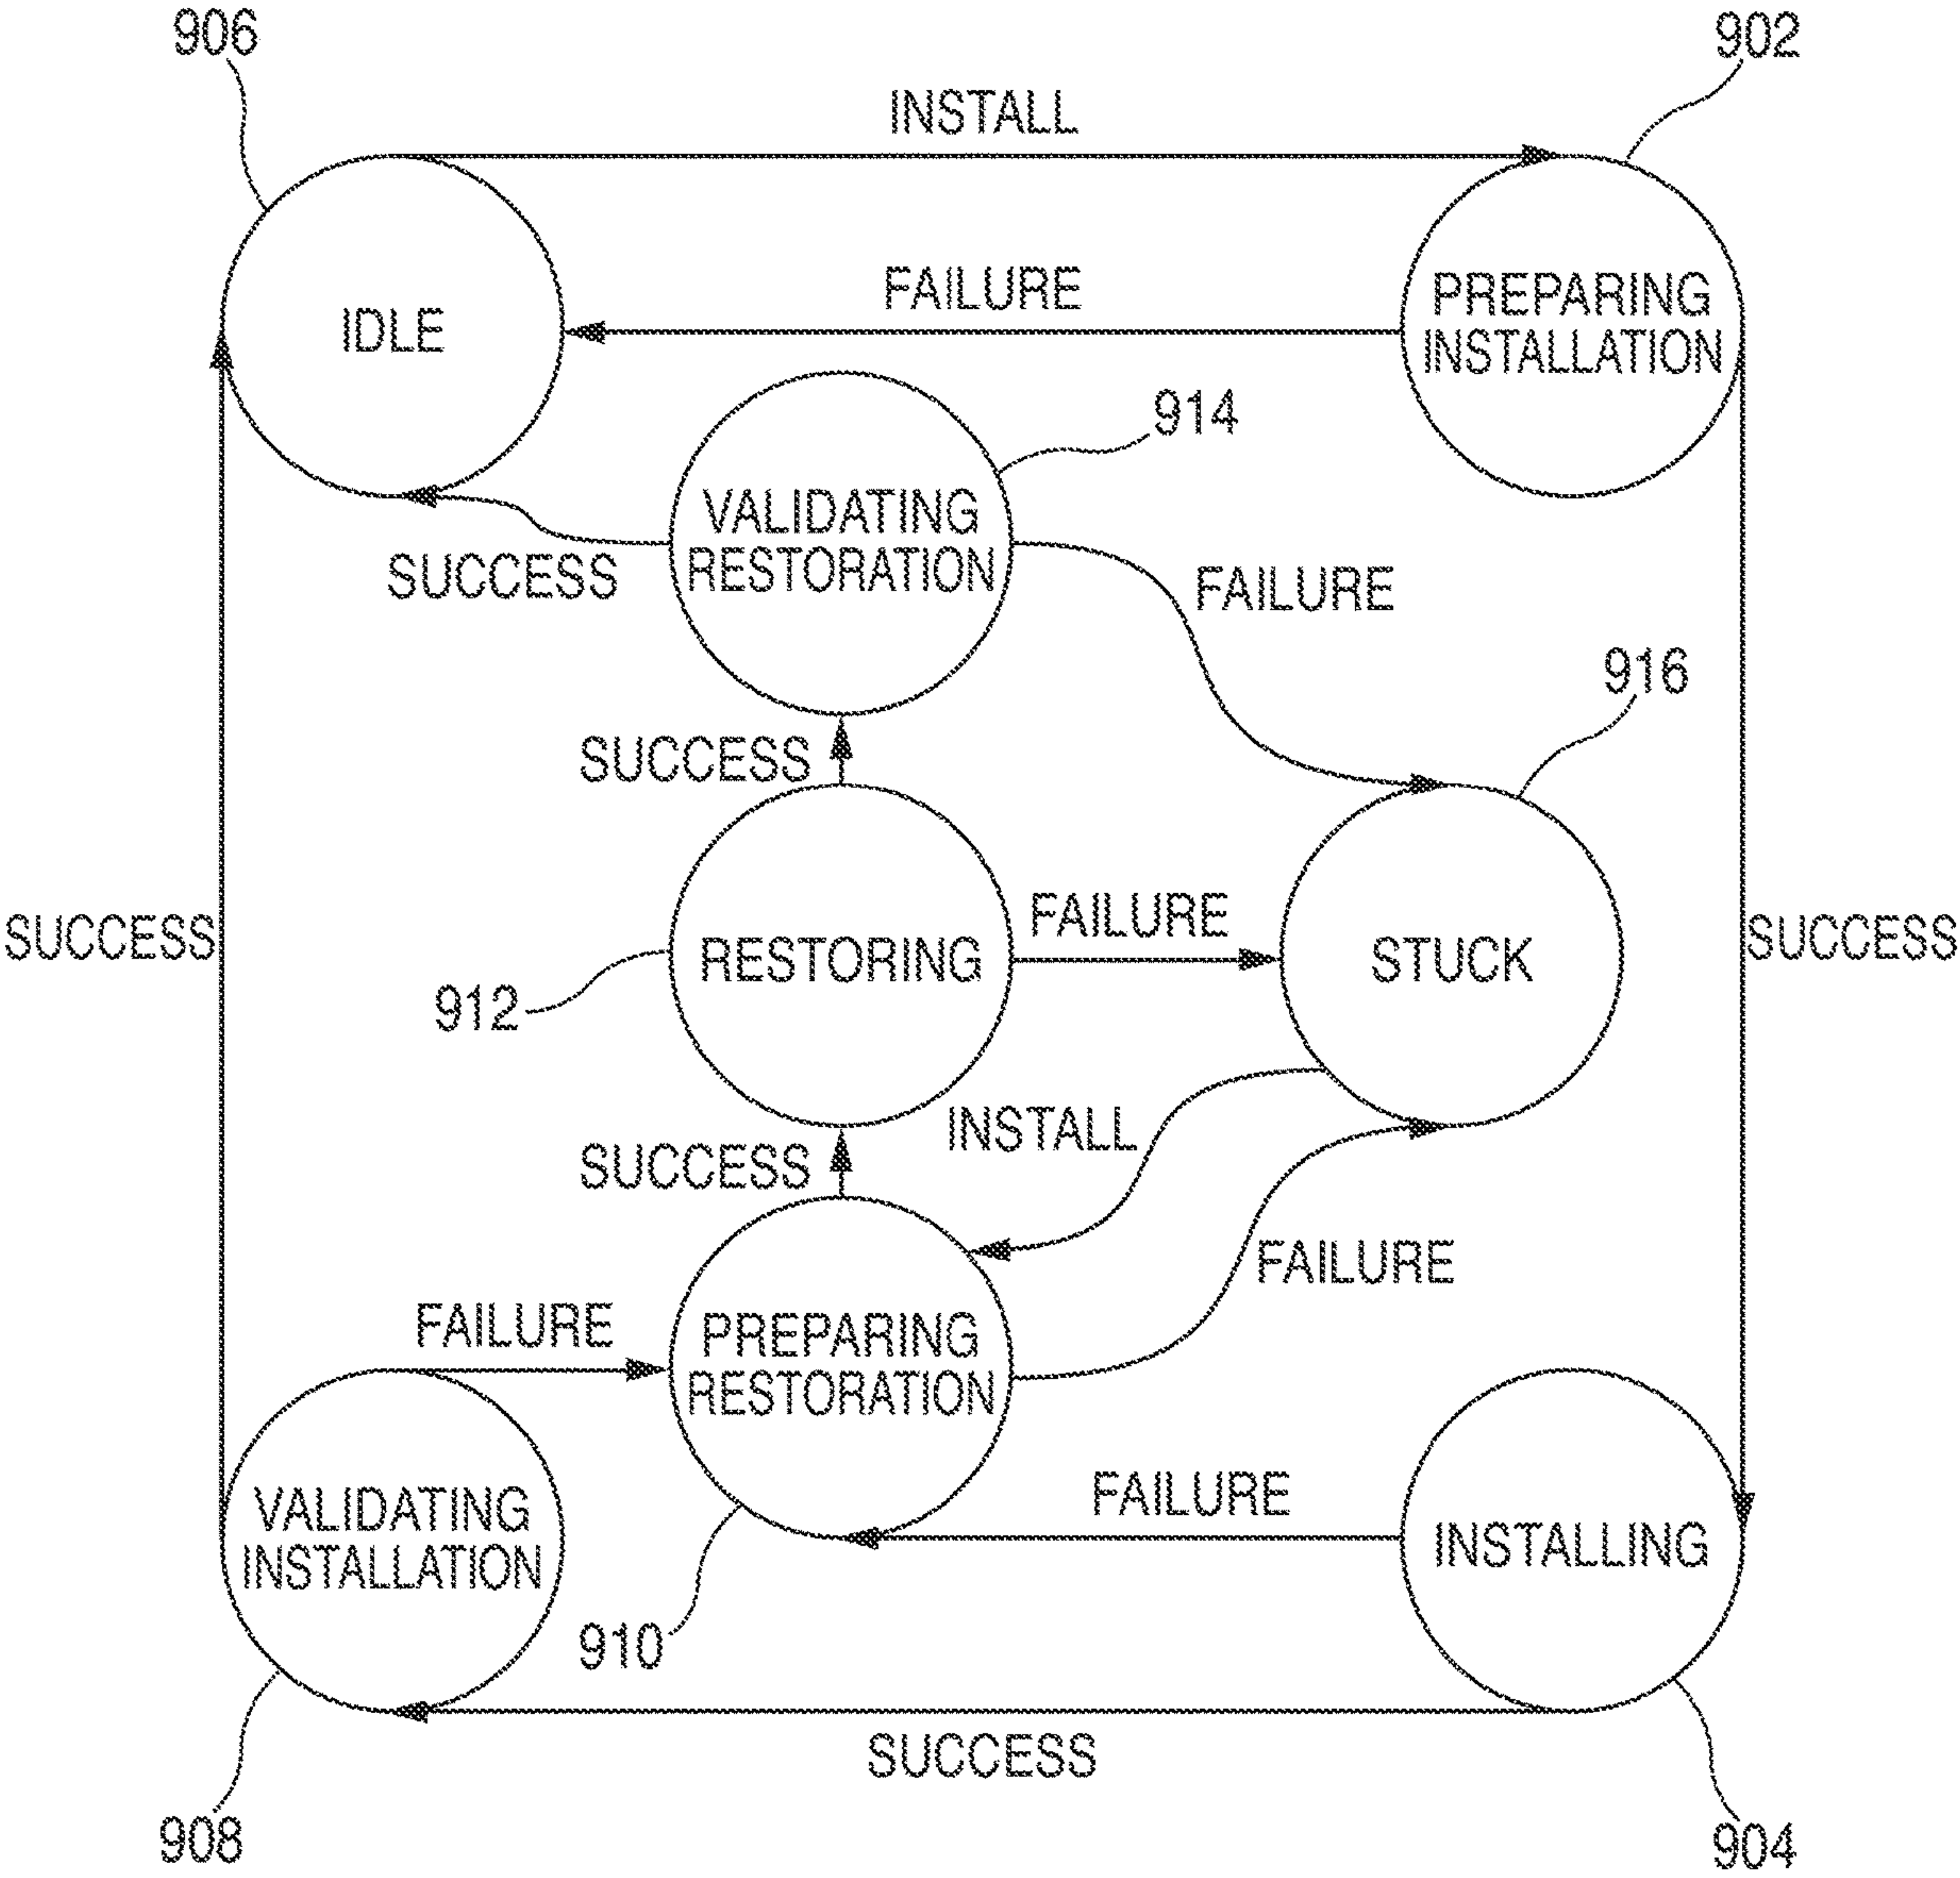 906
902
INSTALL
IDLE
FAILURE
PREPARING
INSTALLATION
914
VALIDATING
RESTORATION
SUCCESS
FAILURE
916
SUCCESS
SUCCESS
RESTORING
FAILURE
STUCK
SUCCESS
912
INSTALL
SUCCESS
FAILURE
FAILURE
PREPARING
RESTORATION
VALIDATING
INSTALLATION
FAILURE
INSTALLING
910
SUCCESS
908
904